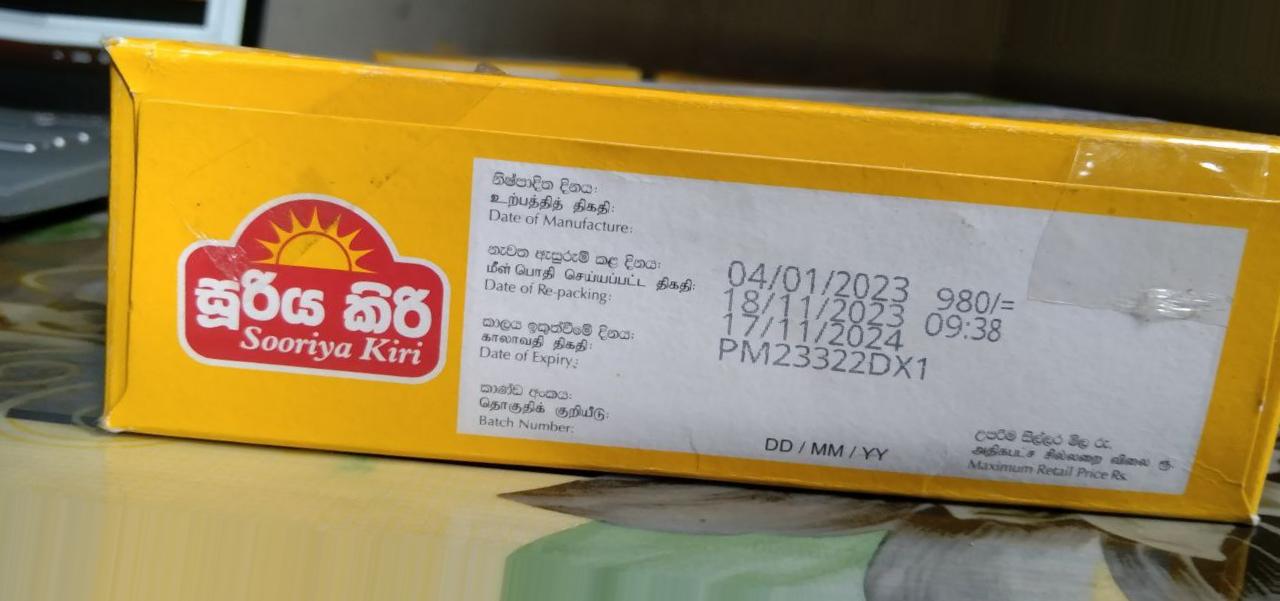 සූරිය කිරි
Sooriya Kiri
නිෂ්පාදිත දිනය:
உற்பத்தித் திகதி:
Date of Manufacture:
නැවත ඇසුරුම් කළ දිනය:
மீள் பொதி செய்யப்பட்ட திகதி:
Date of Re-packing:
කාලය ඉකුත්වීමේ දිනය:
காலாவதி திகதி:
Date of Expiry:
කාණ්ඩ අංකය:
தொகுதிக் குறியீடு:
Batch Number:
04/01/2023 980/=
18/11/2023 09:38
17/11/2024
PM23322DX1
DD / MM / YY
උපරිම සිල්ලර මිල රු.
அதிகபட்ச சில்லறை விலை ரூ.
Maximum Retail Price Rs.